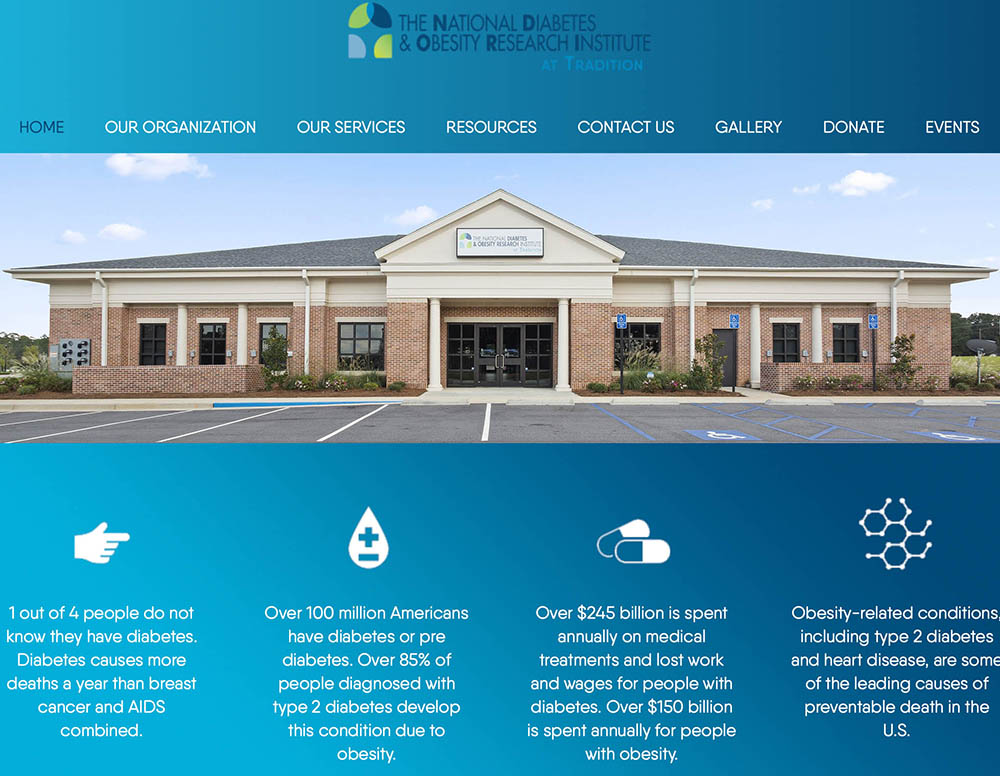 THE NATIONAL DIABETES
& OBESITY RESEARCH INSTITUTE
AT TRADITION
HOME OUR ORGANIZATION OUR SERVICES RESOURCES CONTACT US GALLERY DONATE EVENTS
THE NATIONAL DIABETES
& OBESITY RESEARCH INSTITUTE
AT TRADITION
1 out of 4 people do not
know they have diabetes.
Diabetes causes more
deaths a year than breast
cancer and AIDS
combined.
Over 100 million Americans
have diabetes or pre
diabetes. Over 85% of
people diagnosed with
type 2 diabetes develop
this condition due to
obesity.
Over $245 billion is spent
annually on medical
treatments and lost work
and wages for people with
diabetes. Over $150 billion
is spent annually for people
with obesity.
Obesity-related conditions,
including type 2 diabetes
and heart disease, are some
of the leading causes of
preventable death in the
U.S.